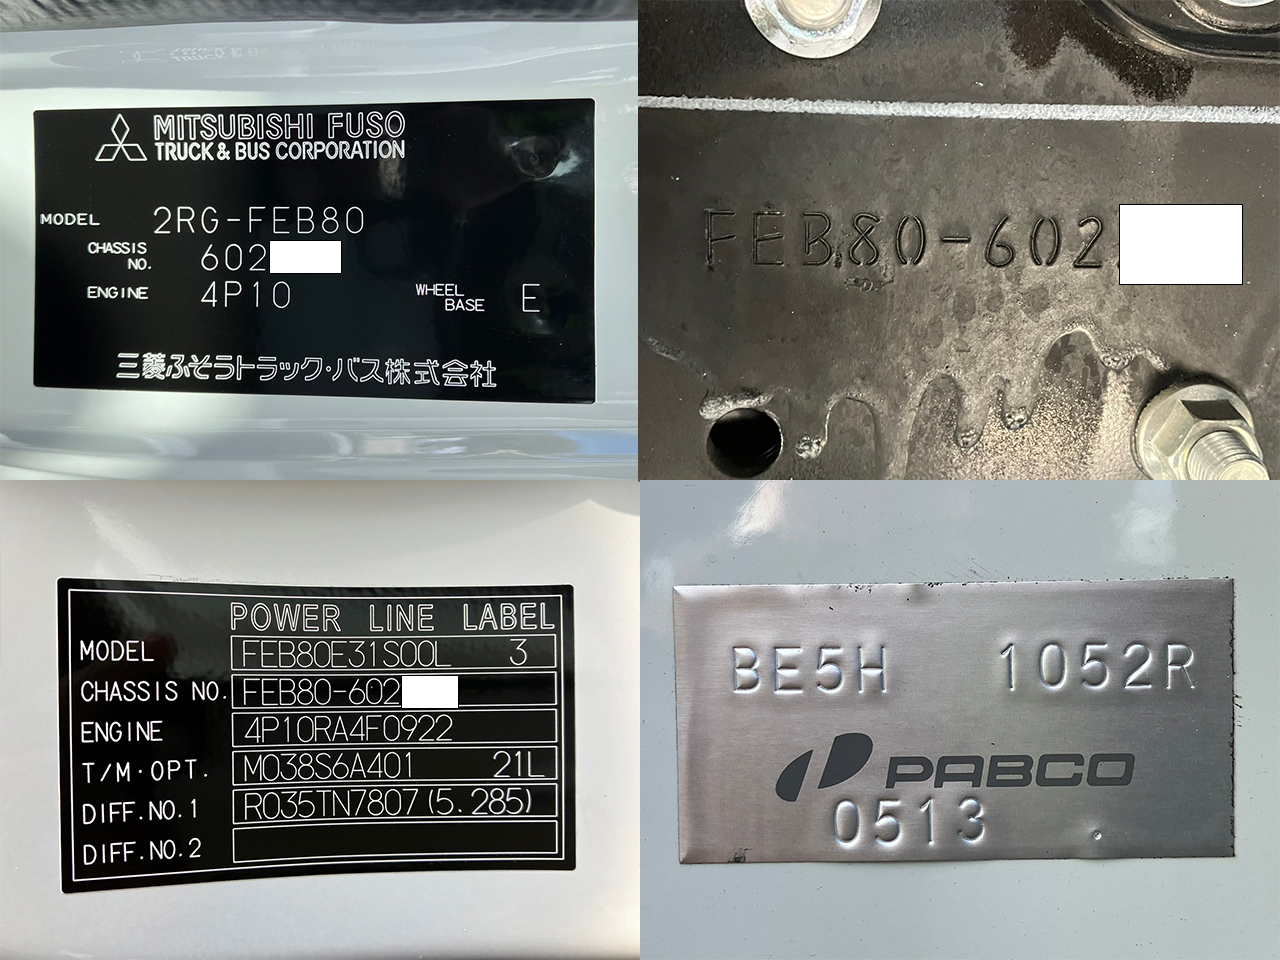 MITSUBISHI FUSO
TRUCK & BUS CORPORATION
MODEL 2RG-FEB80
CHASSIS NO. 602
ENGINE 4P10 WHEEL BASE E
三菱ふそうトラック・バス株式会社
FEB80-602
POWER LINE LABEL
MODEL FEB80E31S00L 3
CHASSIS NO. FEB80-602
ENGINE 4P10RA4F0922
T/M·OPT. M038S6A401 21L
DIFF.NO.1 R035TN7807(5.285)
DIFF.NO.2
BE5H 1052R
PABCO
0513